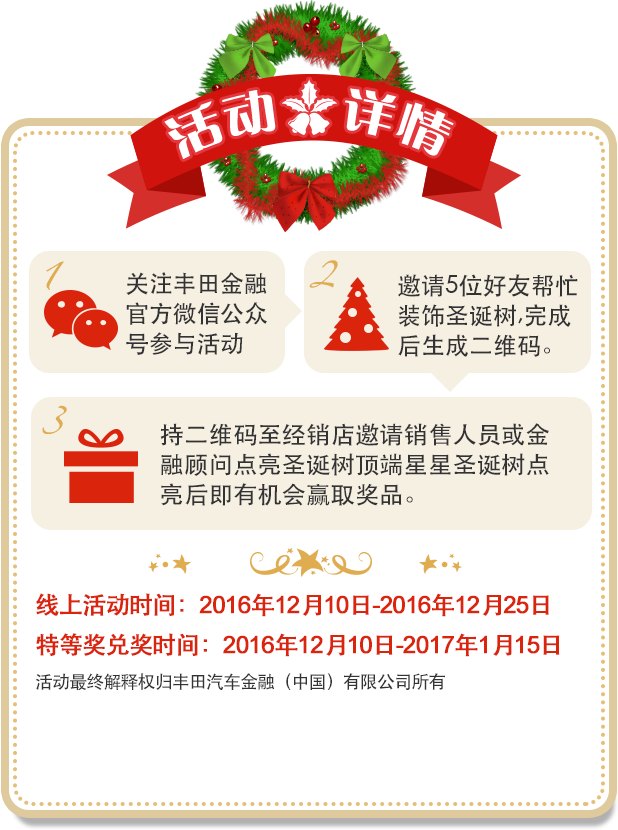 活动详情
1
关注丰田金融
官方微信公众
号参与活动
2
邀请5位好友帮忙
装饰圣诞树,完成
后生成二维码。
3
持二维码至经销店邀请销售人员或金
融顾问点亮圣诞树顶端星星圣诞树点
亮后即有机会赢取奖品。
线上活动时间：2016年12月10日-2016年12月25日
特等奖兑奖时间：2016年12月10日-2017年1月15日
活动最终解释权归丰田汽车金融（中国）有限公司所有